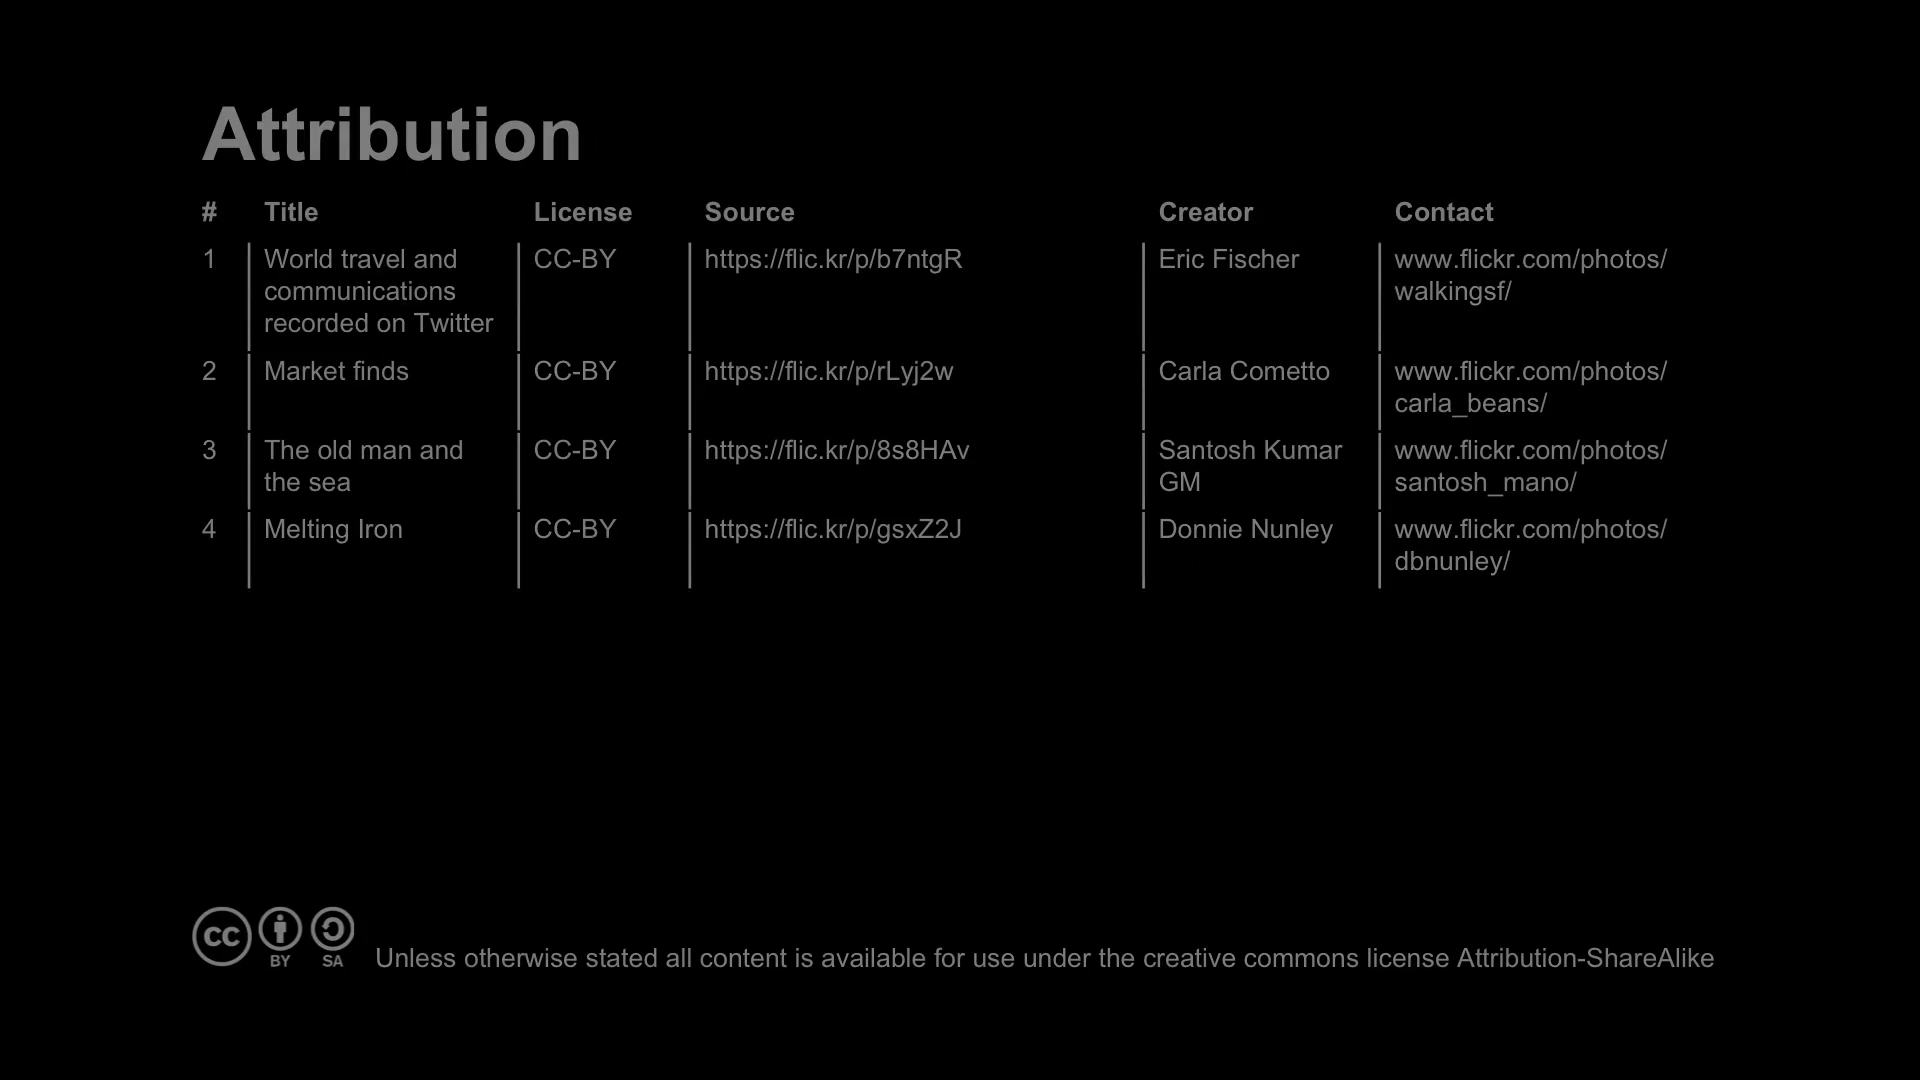 Attribution
# Title License Source Creator Contact
1 World travel and CC-BY https://flic.kr/p/b7ntgR Eric Fischer www.flickr.com/photos/
communications walkingsf/
recorded on Twitter
2 Market finds CC-BY https://flic.kr/p/rLyj2w Carla Cometto www.flickr.com/photos/
carla_beans/
3 The old man and CC-BY https://flic.kr/p/8s8HAv Santosh Kumar www.flickr.com/photos/
the sea GM santosh_mano/
4 Melting Iron CC-BY https://flic.kr/p/gsxZ2J Donnie Nunley www.flickr.com/photos/
dbnunley/
cc BY SA Unless otherwise stated all content is available for use under the creative commons license Attribution-ShareAlike